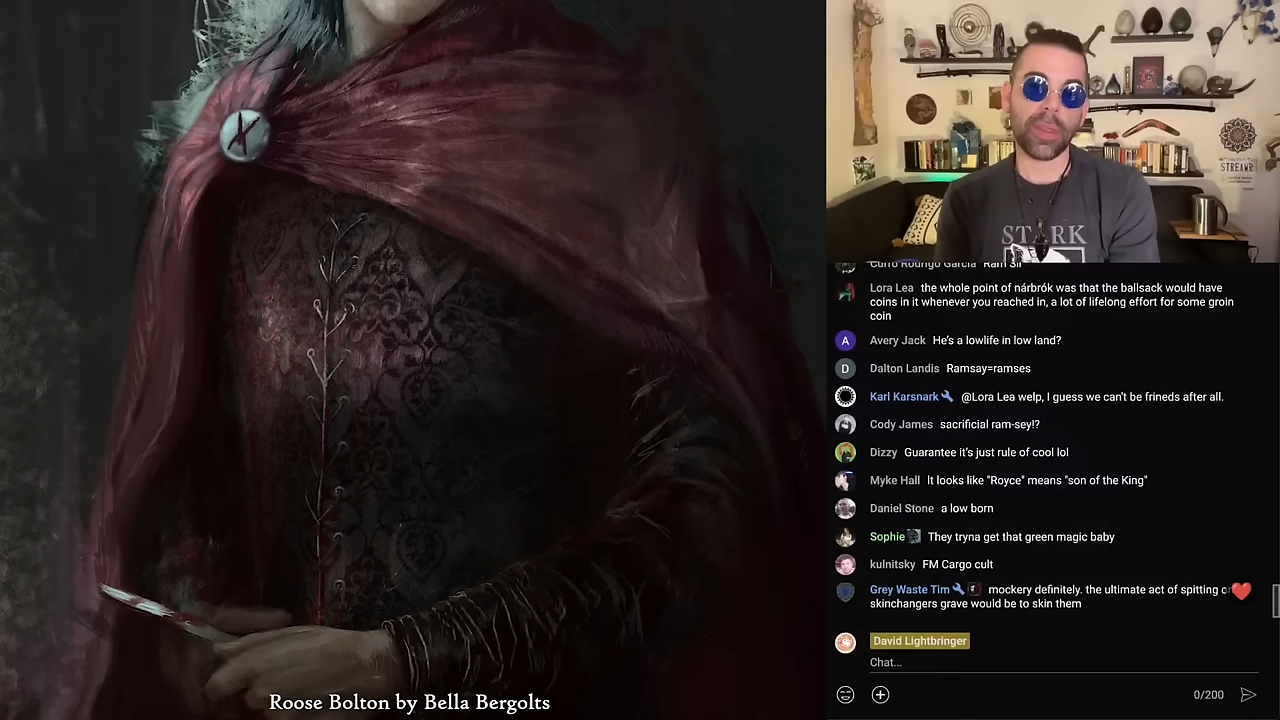 STARK
STREAWR
Curro Rodrigo Garcia Ram Sir
Lora Lea the whole point of nárbrók was that the ballsack would have
coins in it whenever you reached in, a lot of lifelong effort for some groin
coin
A Avery Jack He's a lowlife in low land?
D Dalton Landis Ramsay=ramses
Karl Karsnark @Lora Lea welp, I guess we can't be frineds after all.
Cody James sacrificial ram-sey!?
Dizzy Guarantee it's just rule of cool lol
Myke Hall It looks like "Royce" means "son of the King"
Daniel Stone a low born
Sophie They tryna get that green magic baby
kulnitsky FM Cargo cult
Grey Waste Tim mockery definitely. the ultimate act of spitting
skinchangers grave would be to skin them
David Lightbringer
Chat...
0/200
Roose Bolton by Bella Bergolts